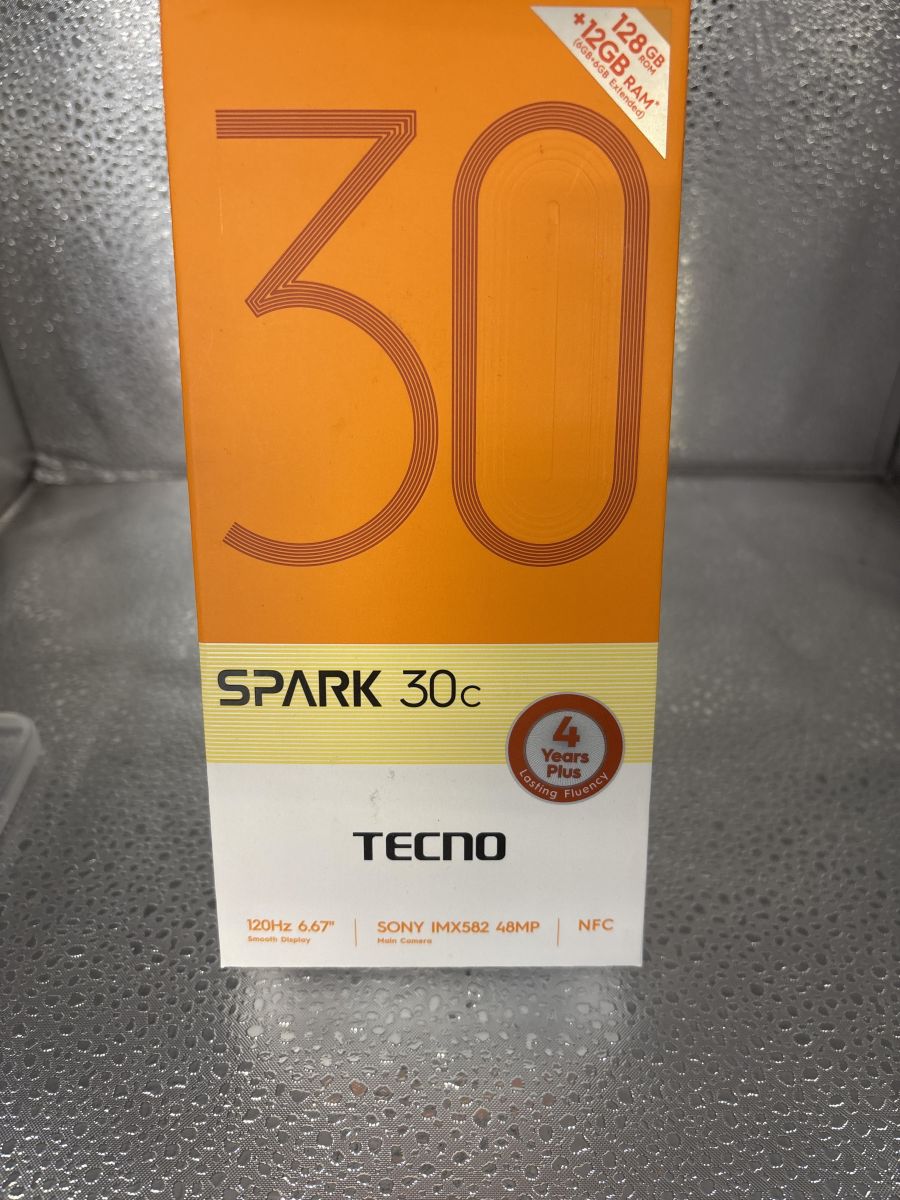 128GB
ROM
+12GB RAM*
(6GB+6GB Extended)
30
SPARK 30c
4
Years
Plus
Lasting Fluency
TECNO
120Hz 6.67"
Smooth Display
SONY IMX582 48MP
Main Camera
NFC